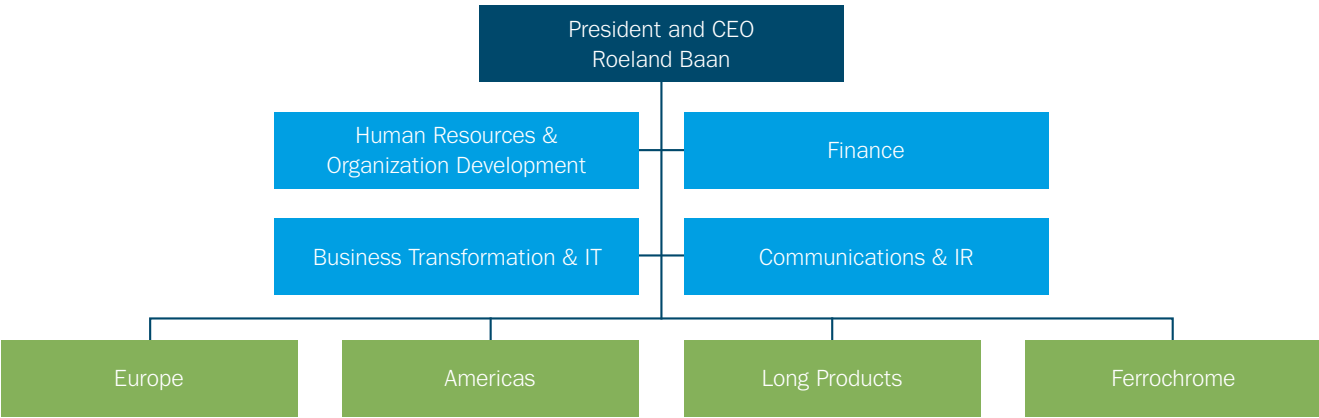 President and CEO
Roeland Baan
Human Resources &
Organization Development
Finance
Business Transformation & IT
Communications & IR
Europe
Americas
Long Products
Ferrochrome